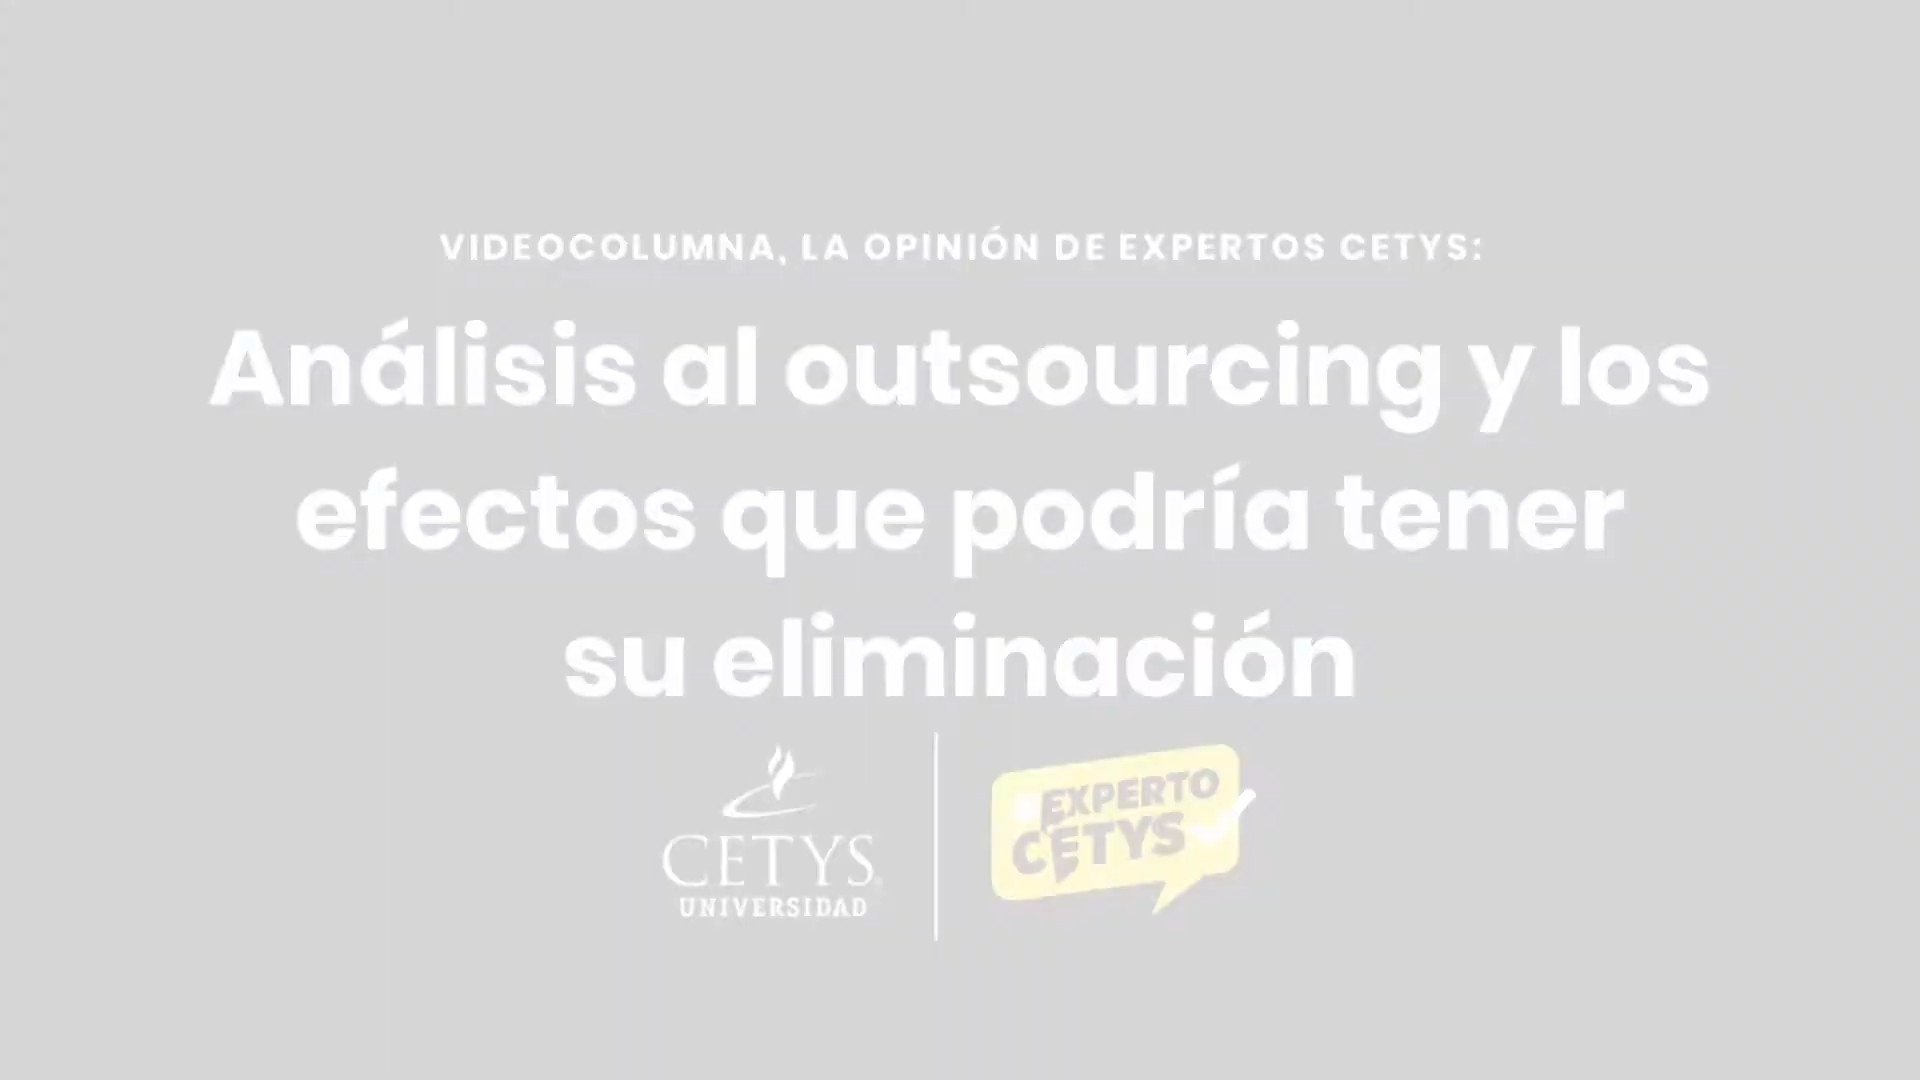 VIDEOCOLUMNA, LA OPINIÓN DE EXPERTOS CETYS:
Análisis al outsourcing y los
efectos que podría tener
su eliminación
CETYS
UNIVERSIDAD
EXPERTO
CETYS